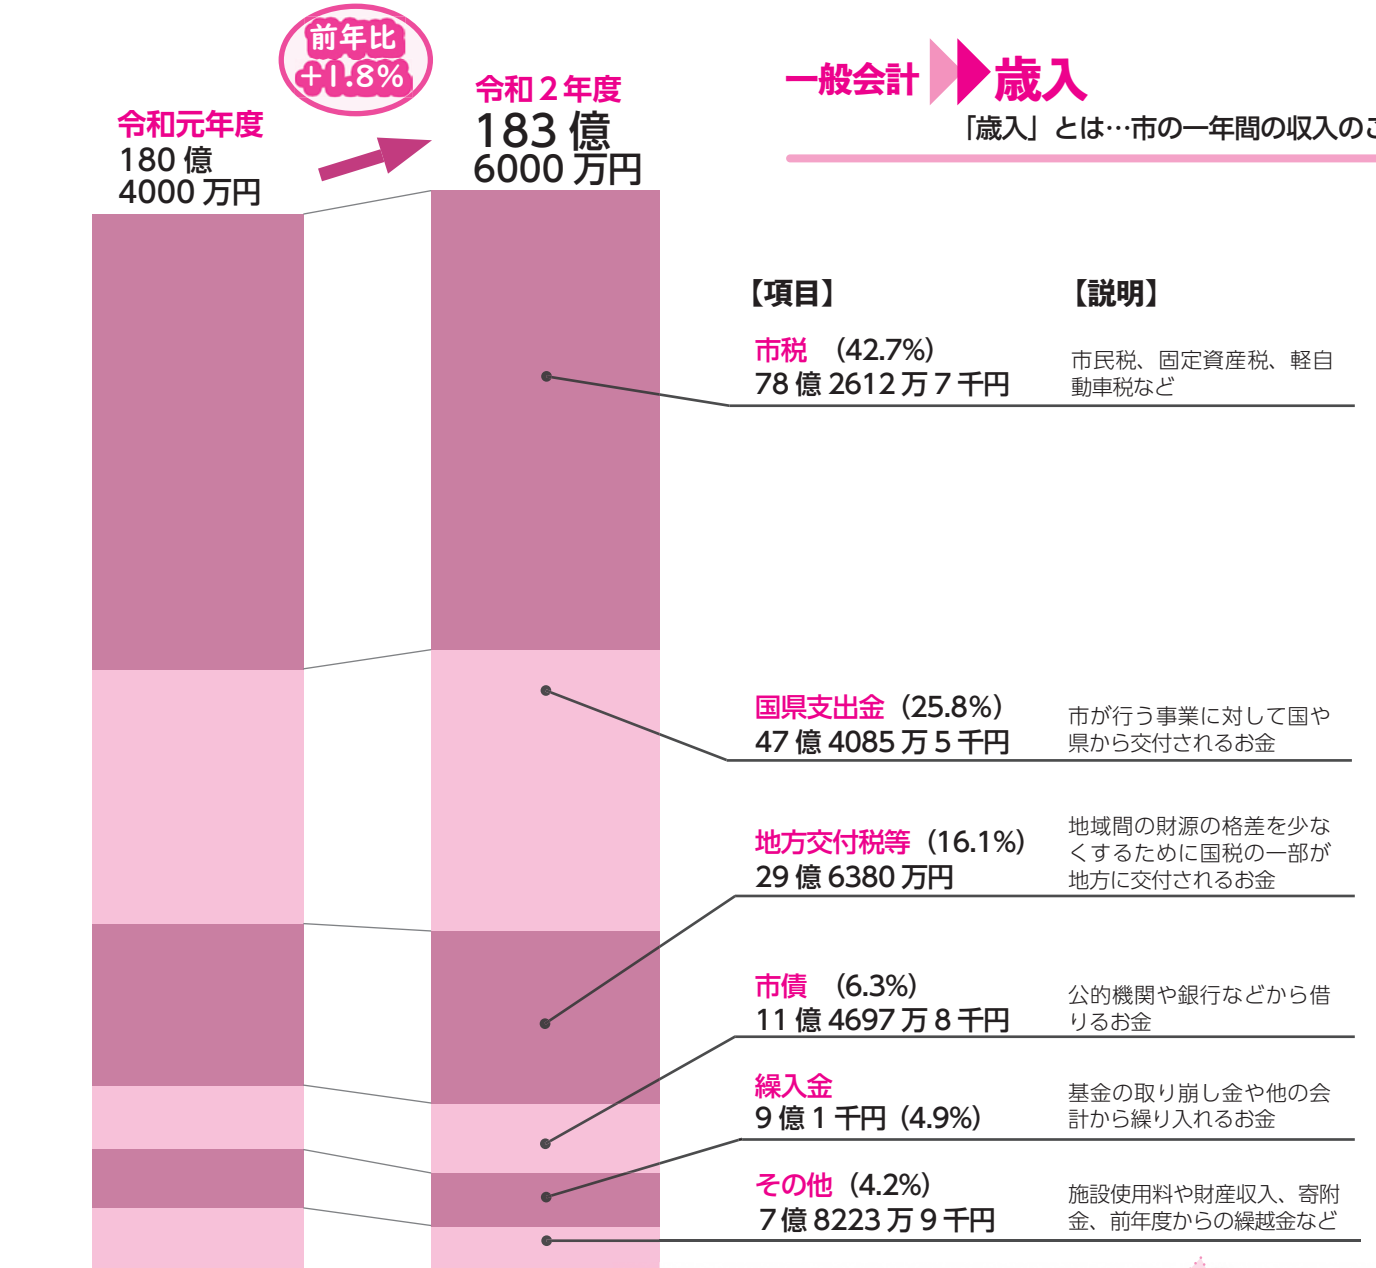 前年比
+1.8%
令和元年度
180 億
4000 万円
令和２年度
183 億
6000 万円
一般会計 歳入
「歳入」とは…市の一年間の収入のこ
【項目】 【説明】
市税 （42.7%）
78 億 2612 万 7 千円
市民税、固定資産税、軽自
動車税など
国県支出金（25.8%）
47 億 4085 万 5 千円
市が行う事業に対して国や
県から交付されるお金
地方交付税等（16.1%）
29 億 6380 万円
地域間の財源の格差を少な
くするために国税の一部が
地方に交付されるお金
市債 （6.3%）
11 億 4697 万 8 千円
公的機関や銀行などから借
りるお金
繰入金
9 億 1 千円（4.9%）
基金の取り崩し金や他の会
計から繰り入れるお金
その他（4.2%）
7 億 8223 万 9 千円
施設使用料や財産収入、寄附
金、前年度からの繰越金など